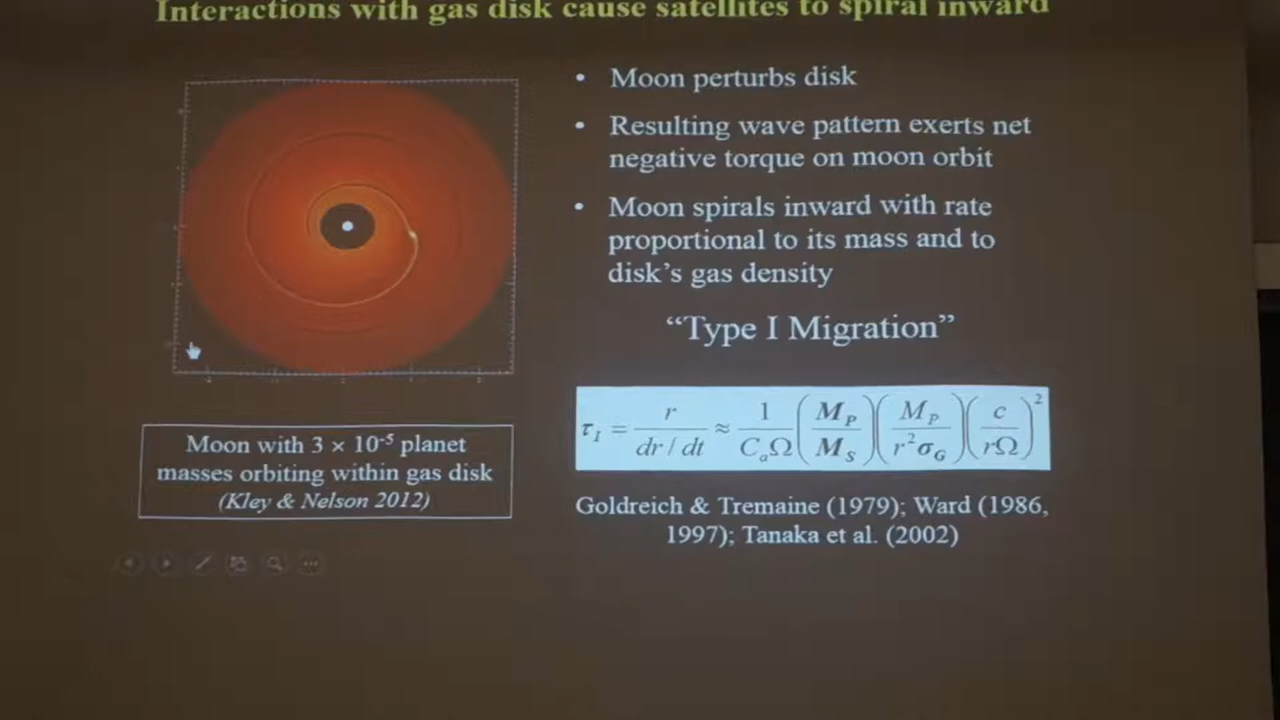 Interactions with gas disk cause satellites to spiral inward
• Moon perturbs disk
• Resulting wave pattern exerts net
negative torque on moon orbit
• Moon spirals inward with rate
proportional to its mass and to
disk's gas density
“Type I Migration”
τ_I = r / (dr / dt) ≈ 1 / (C_a Ω) (M_P / M_S) (M_P / r²σ_G) (c / rΩ)²
Moon with 3 × 10⁻⁵ planet
masses orbiting within gas disk
(Kley & Nelson 2012)
Goldreich & Tremaine (1979); Ward (1986,
1997); Tanaka et al. (2002)